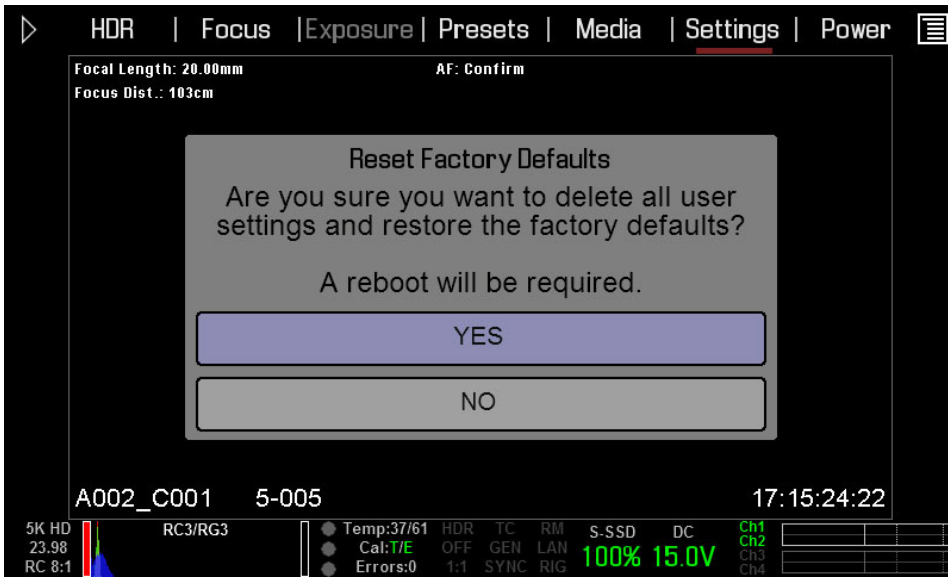 HDR | Focus | Exposure | Presets | Media | Settings | Power
Focal Length: 20.00mm AF: Confirm
Focus Dist.: 103cm
Reset Factory Defaults
Are you sure you want to delete all user
settings and restore the factory defaults?
A reboot will be required.
YES
NO
A002_C001 5-005 17:15:24:22
5K HD RC3/RG3 Temp:37/61 HDR TC RM S-SSD DC Ch1
23.98 Cal:T/E OFF GEN LAN 100% 15.0V Ch2
RC 8:1 Errors:0 1:1 SYNC RIG Ch3
Ch4